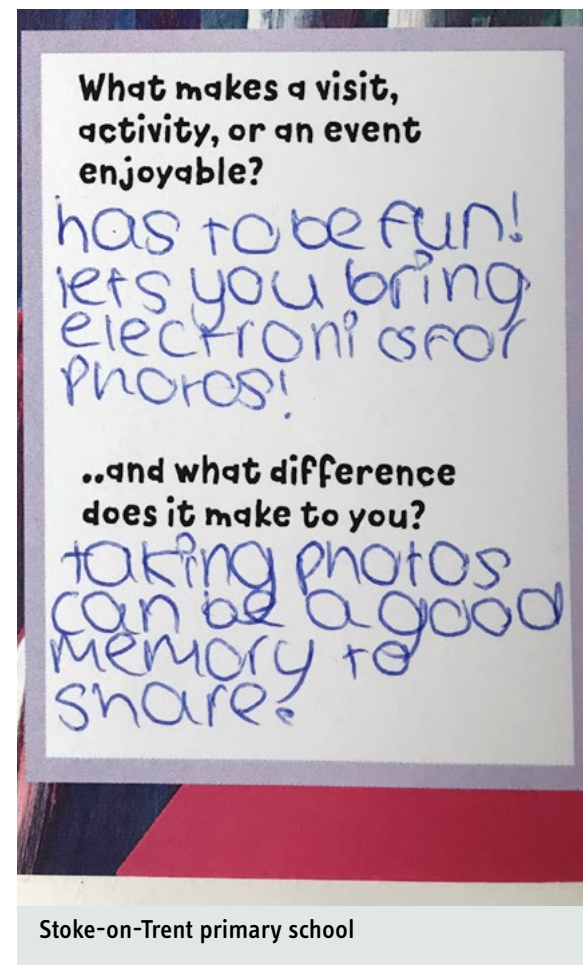 What makes a visit,
activity, or an event
enjoyable?
has to be fun!
lets you bring
electronics for
photos!
..and what difference
does it make to you?
taking photos
can be a good
memory to
share.
Stoke-on-Trent primary school